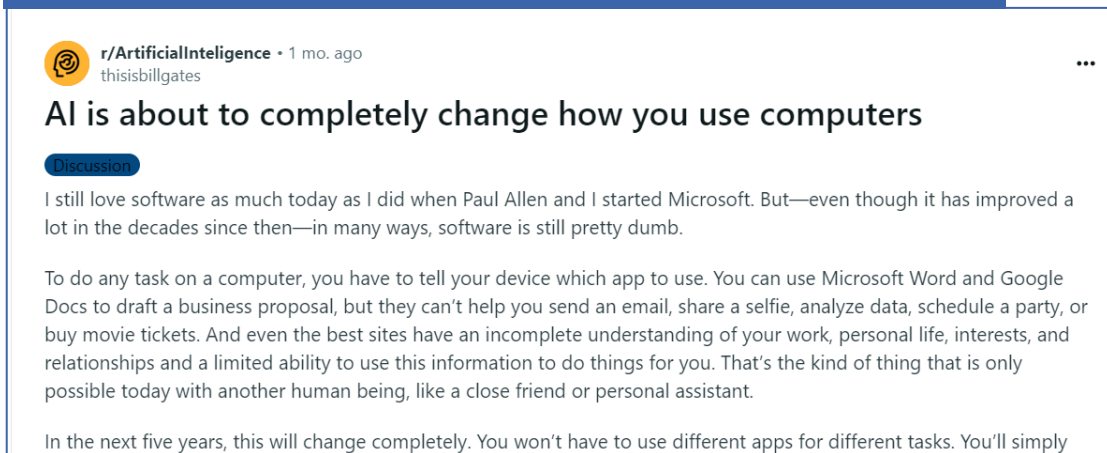 r/ArtificialInteligence • 1 mo. ago
thisisbillgates
AI is about to completely change how you use computers
Discussion
I still love software as much today as I did when Paul Allen and I started Microsoft. But—even though it has improved a
lot in the decades since then—in many ways, software is still pretty dumb.
To do any task on a computer, you have to tell your device which app to use. You can use Microsoft Word and Google
Docs to draft a business proposal, but they can’t help you send an email, share a selfie, analyze data, schedule a party, or
buy movie tickets. And even the best sites have an incomplete understanding of your work, personal life, interests, and
relationships and a limited ability to use this information to do things for you. That’s the kind of thing that is only
possible today with another human being, like a close friend or personal assistant.
In the next five years, this will change completely. You won’t have to use different apps for different tasks. You’ll simply